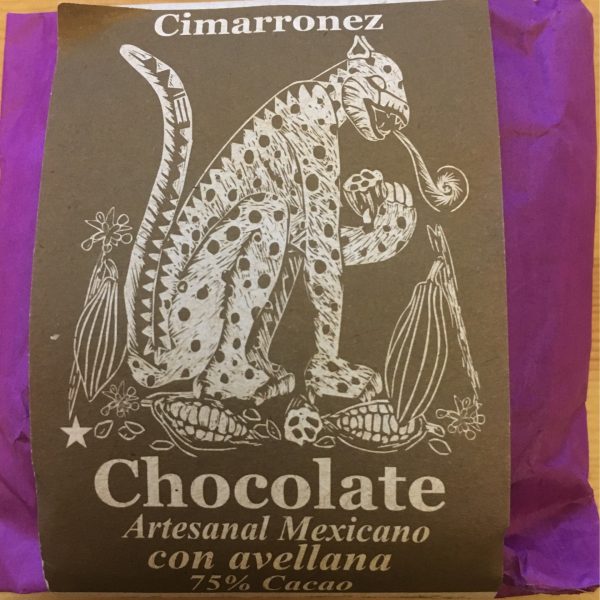 Cimarronez
Chocolate
Artesanal Mexicano
con avellana
75% Cacao